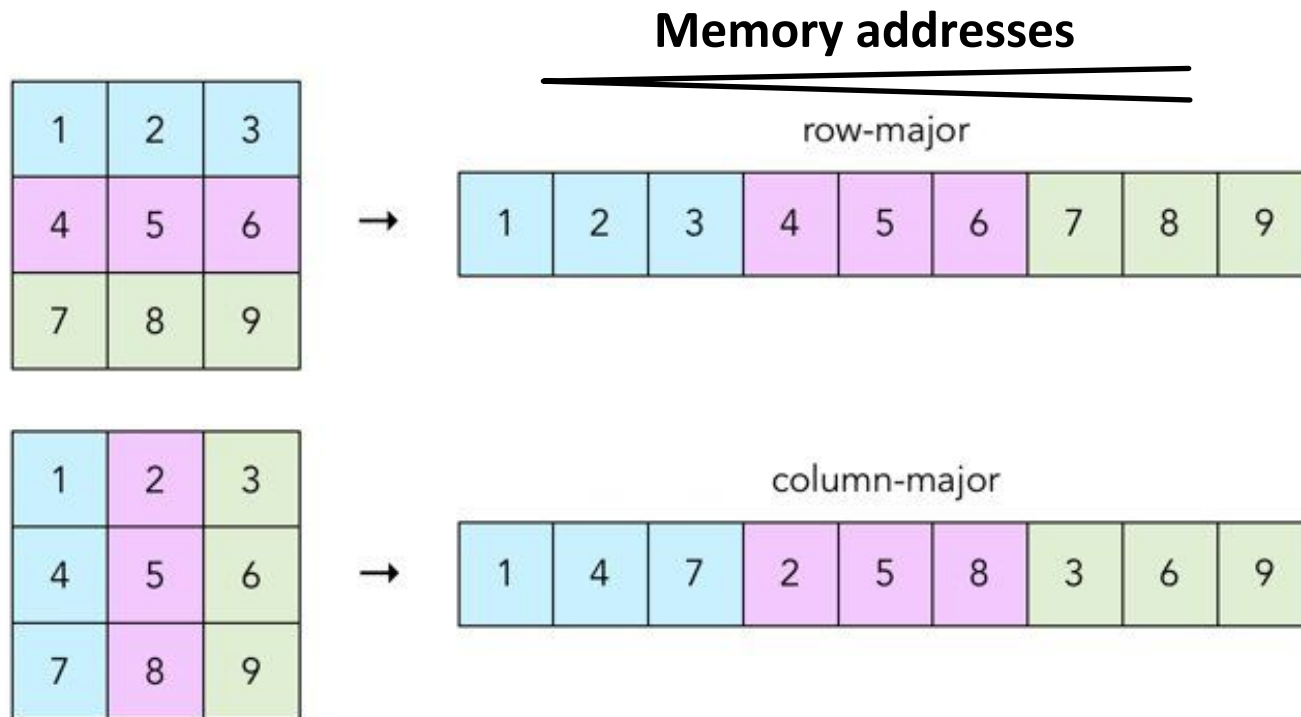 Memory addresses
row-major
1 2 3
4 5 6
7 8 9
→
1 2 3 4 5 6 7 8 9
column-major
1 2 3
4 5 6
7 8 9
→
1 4 7 2 5 8 3 6 9